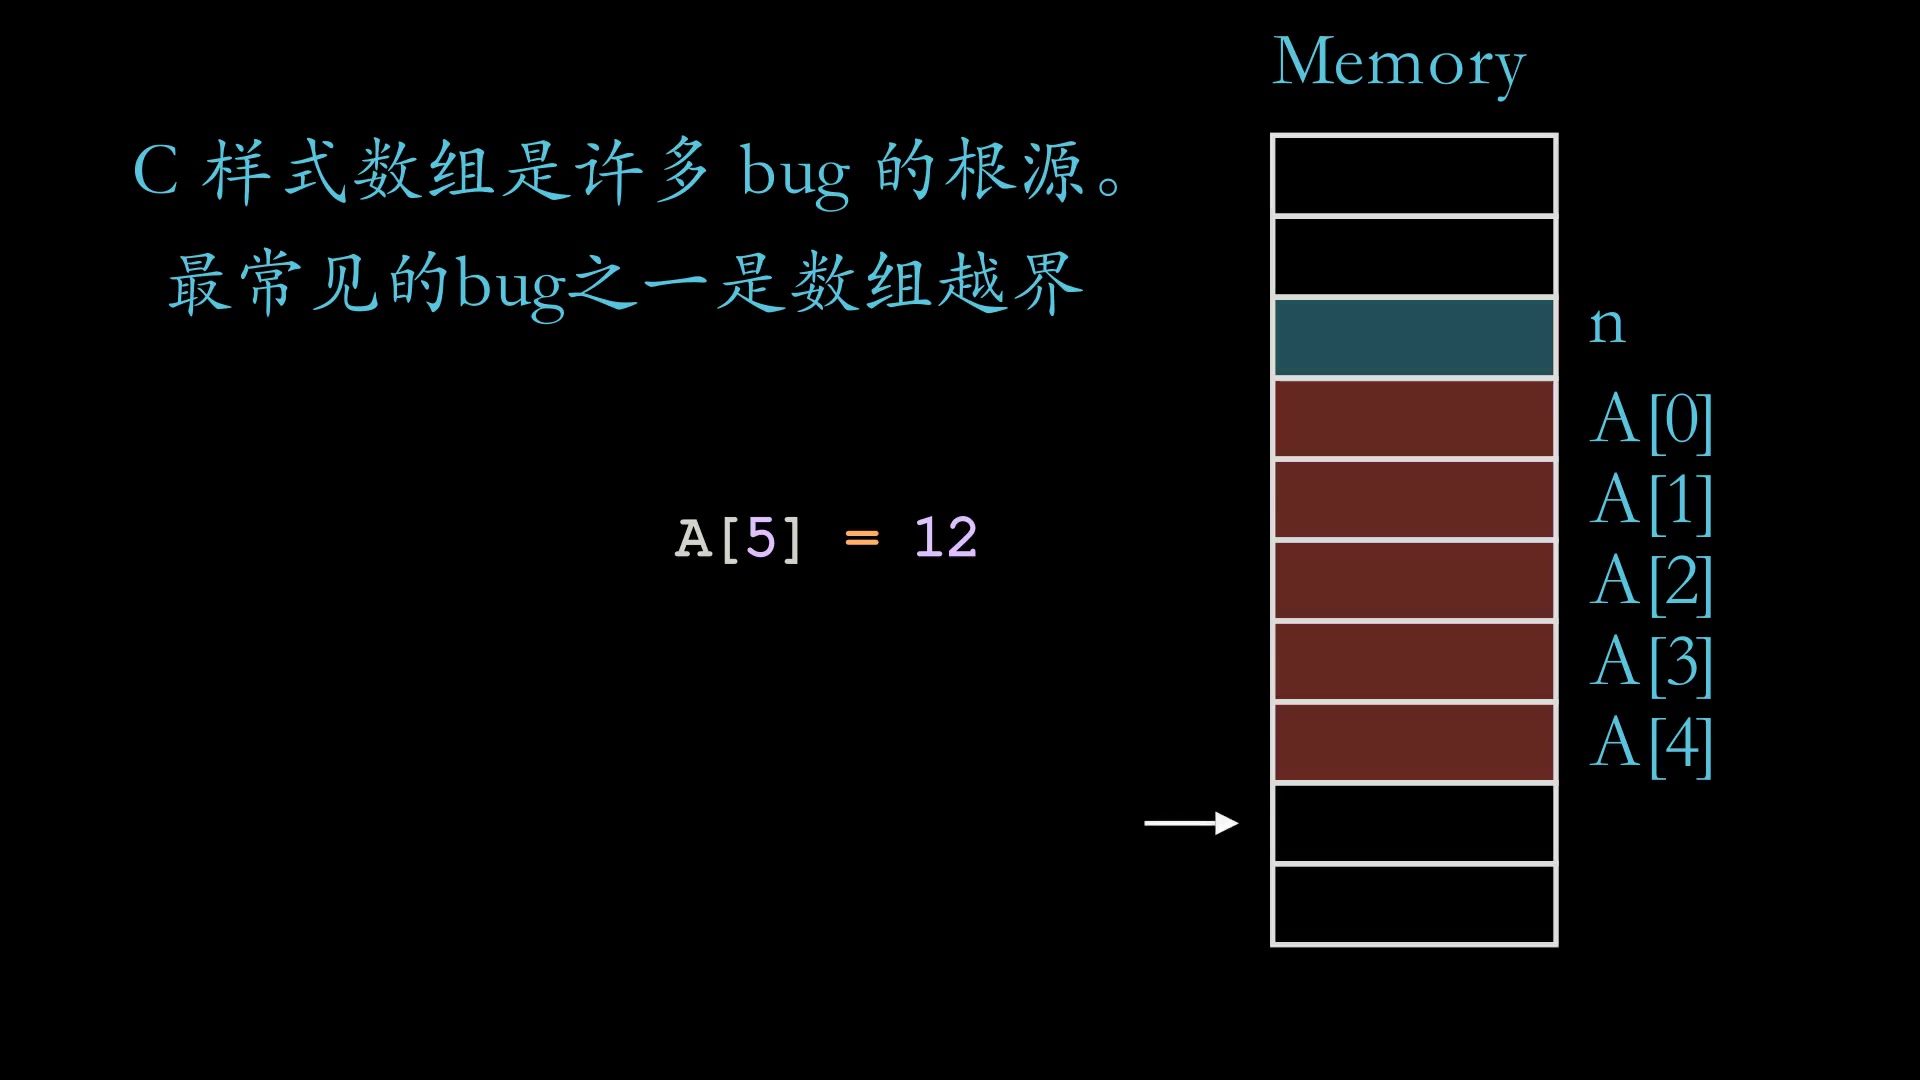 Memory
C 样式数组是许多 bug 的根源。
最常见的bug之一是数组越界
n
A[0]
A[1]
A[5] = 12
A[2]
A[3]
A[4]